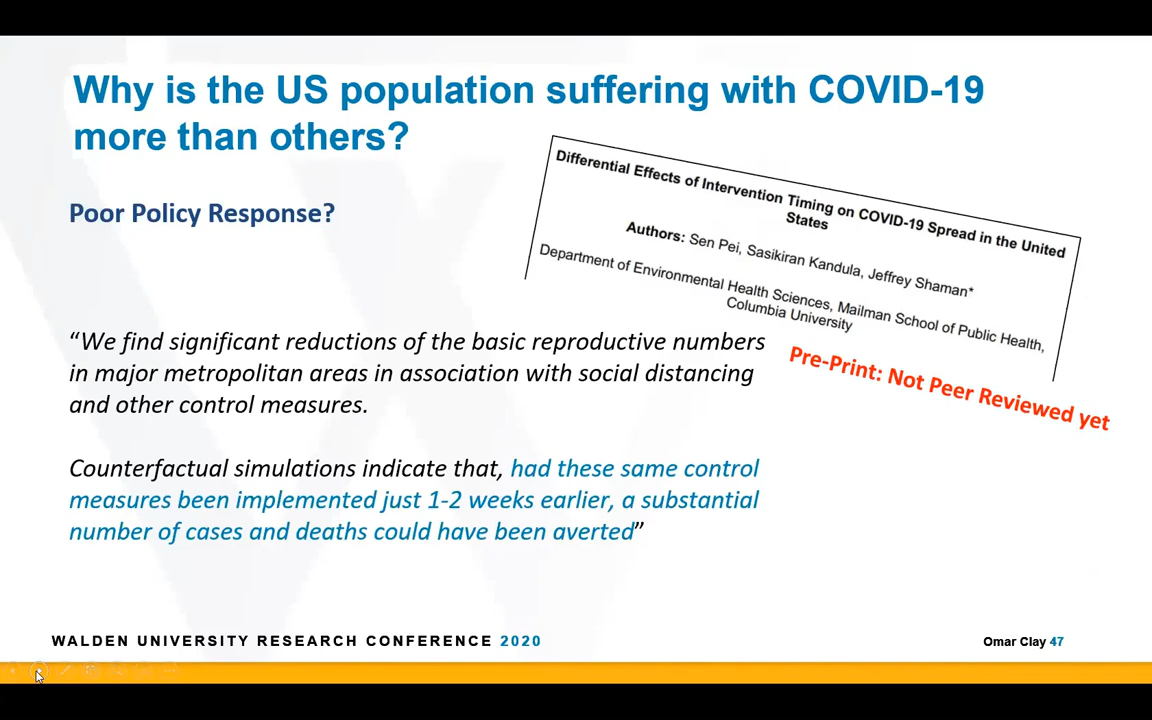 Why is the US population suffering with COVID-19
more than others?
Differential Effects of Intervention Timing on COVID-19 Spread in the United
States
Authors: Sen Pei, Sasikiran Kandula, Jeffrey Shaman*
Department of Environmental Health Sciences, Mailman School of Public Health,
Columbia University
Pre-Print: Not Peer Reviewed yet
Poor Policy Response?
“We find significant reductions of the basic reproductive numbers
in major metropolitan areas in association with social distancing
and other control measures.
Counterfactual simulations indicate that, had these same control
measures been implemented just 1-2 weeks earlier, a substantial
number of cases and deaths could have been averted”
WALDEN UNIVERSITY RESEARCH CONFERENCE 2020
Omar Clay 47